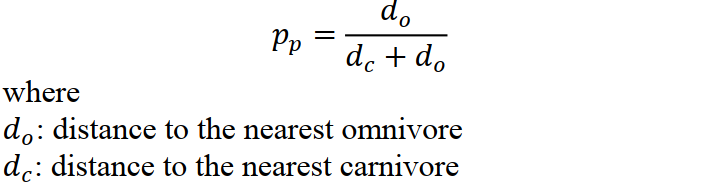 p_p = d_o / (d_c + d_o)
where
d_o: distance to the nearest omnivore
d_c: distance to the nearest carnivore